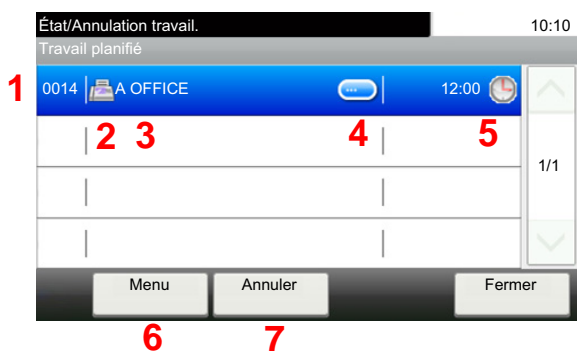 État/Annulation travail. 10:10
Travail planifié
1 0014 A OFFICE ... 12:00
2 3 4 5
1/1
Menu Annuler Fermer
6 7